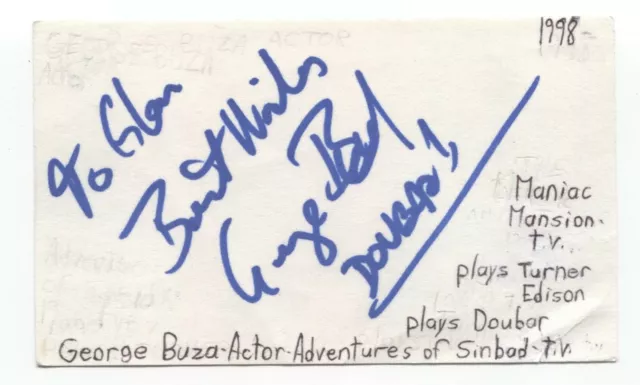 1998-
To Glen
Best Wishes
George Buza
DOUBAR!
Maniac
Mansion-
t.v.
plays Turner
Edison
plays Doubar
George Buza-Actor-Adventures of Sinbad-T.V.